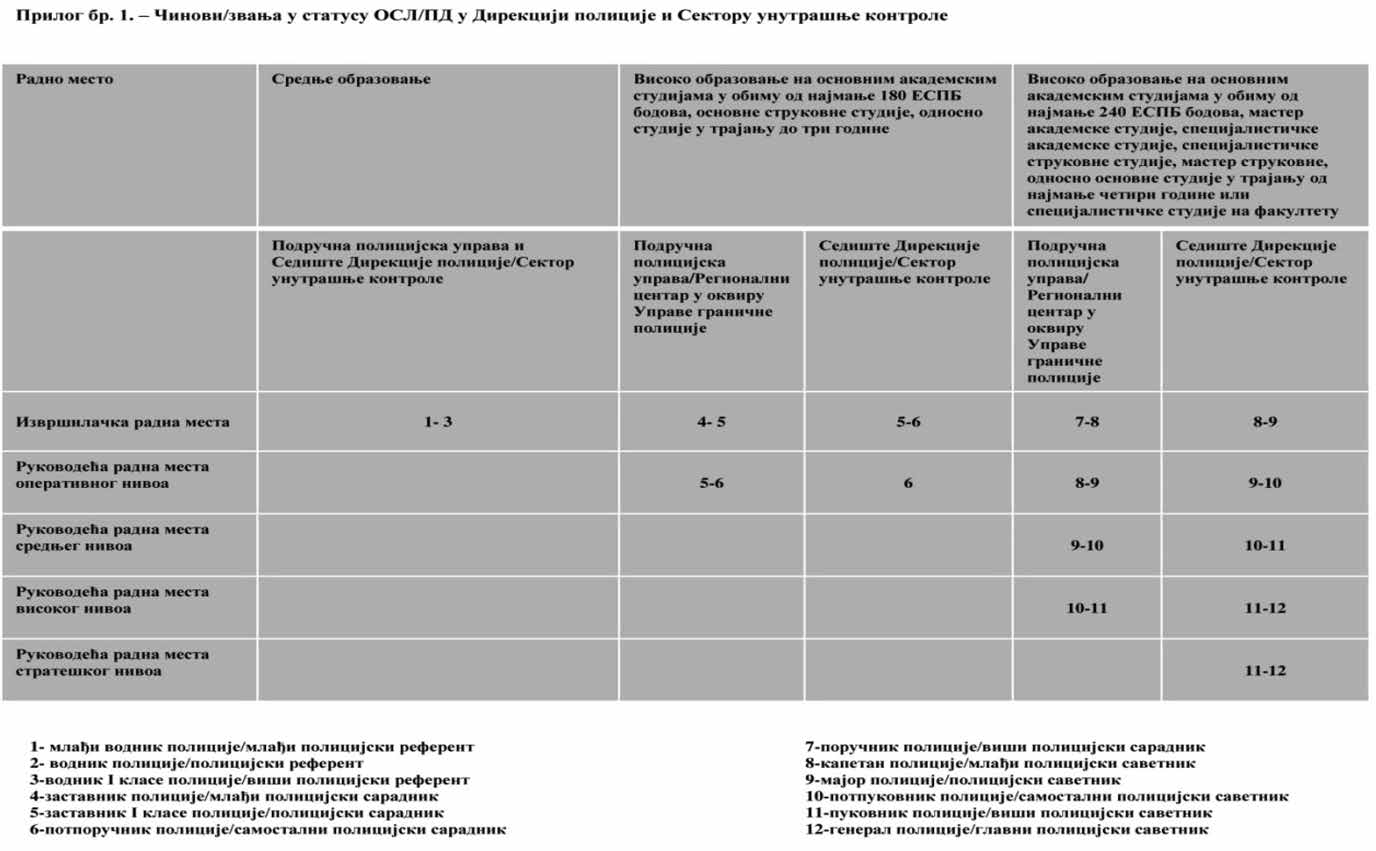 Прилог бр. 1. – Чинови/звања у статусу ОСЛ/ПД у Дирекцији полиције и Сектору унутрашње контроле
Радно место
Средње образовање
Високо образовање на основним академским
студијама у обиму од најмање 180 ЕСПБ
бодова, основне струковне студије, односно
студије у трајању до три године
Високо образовање на основним
академским студијама у обиму од
најмање 240 ЕСПБ бодова, мастер
академске студије, специјалистичке
академске студије, специјалистичке
струковне студије, мастер струковне,
односно основне студије у трајању од
најмање четири године или
специјалистичке студије на факултету
Подручна полицијска управа и
Седиште Дирекције полиције/Сектор
унутрашње контроле
Подручна
полицијска
управа/Регионални
центар у оквиру
Управе граничне
полиције
Седиште Дирекције
полиције/Сектор
унутрашње контроле
Подручна
полицијска
управа/
Регионални
центар у
оквиру
Управе
граничне
полиције
Седиште Дирекције
полиције/Сектор
унутрашње контроле
Извршилачка радна места
1- 3
4- 5
5-6
7-8
8-9
Руководећа радна места
оперативног нивоа
5-6
6
8-9
9-10
Руководећа радна места
средњег нивоа
9-10
10-11
Руководећа радна места
високог нивоа
10-11
11-12
Руководећа радна места
стратешког нивоа
11-12
1- млађи водник полиције/млађи полицијски референт
2- водник полиције/полицијски референт
3-водник I класе полиције/виши полицијски референт
4-заставник полиције/млађи полицијски сарадник
5-заставник I класе полиције/полицијски сарадник
6-потпоручник полиције/самостални полицијски сарадник
7-поручник полиције/виши полицијски сарадник
8-капетан полиције/млађи полицијски саветник
9-мајор полиције/полицијски саветник
10-потпуковник полиције/самостални полицијски саветник
11-пуковник полиције/виши полицијски саветник
12-генерал полиције/главни полицијски саветник